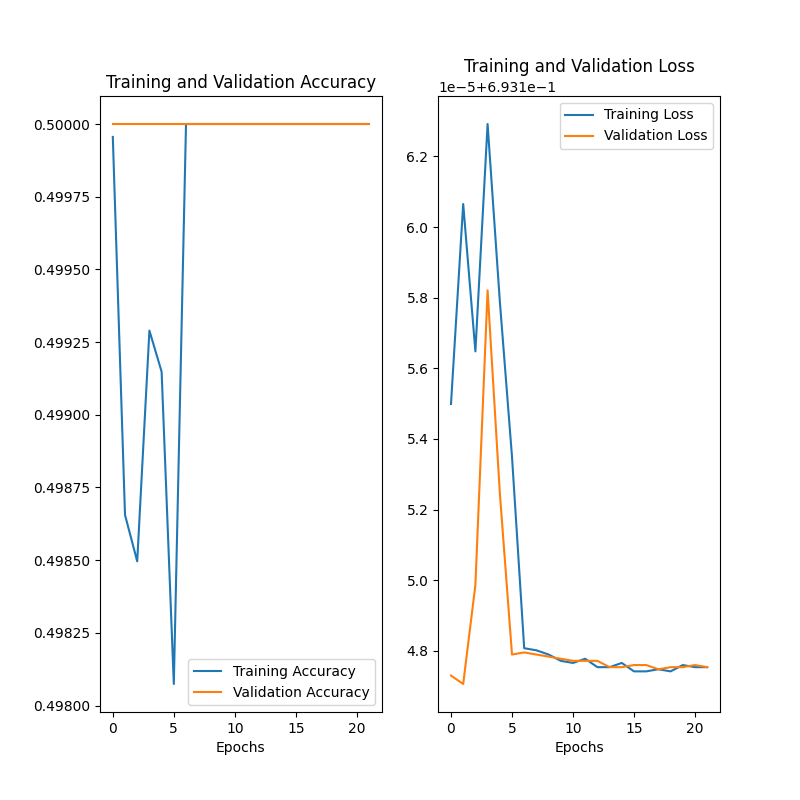 Training and Validation Accuracy
0.50000
0.49975
0.49950
0.49925
0.49900
0.49875
0.49850
0.49825
0.49800
Training Accuracy
Validation Accuracy
0 5 10 15 20
Epochs
Training and Validation Loss
1e−5+6.931e−1
Training Loss
Validation Loss
6.2
6.0
5.8
5.6
5.4
5.2
5.0
4.8
0 5 10 15 20
Epochs